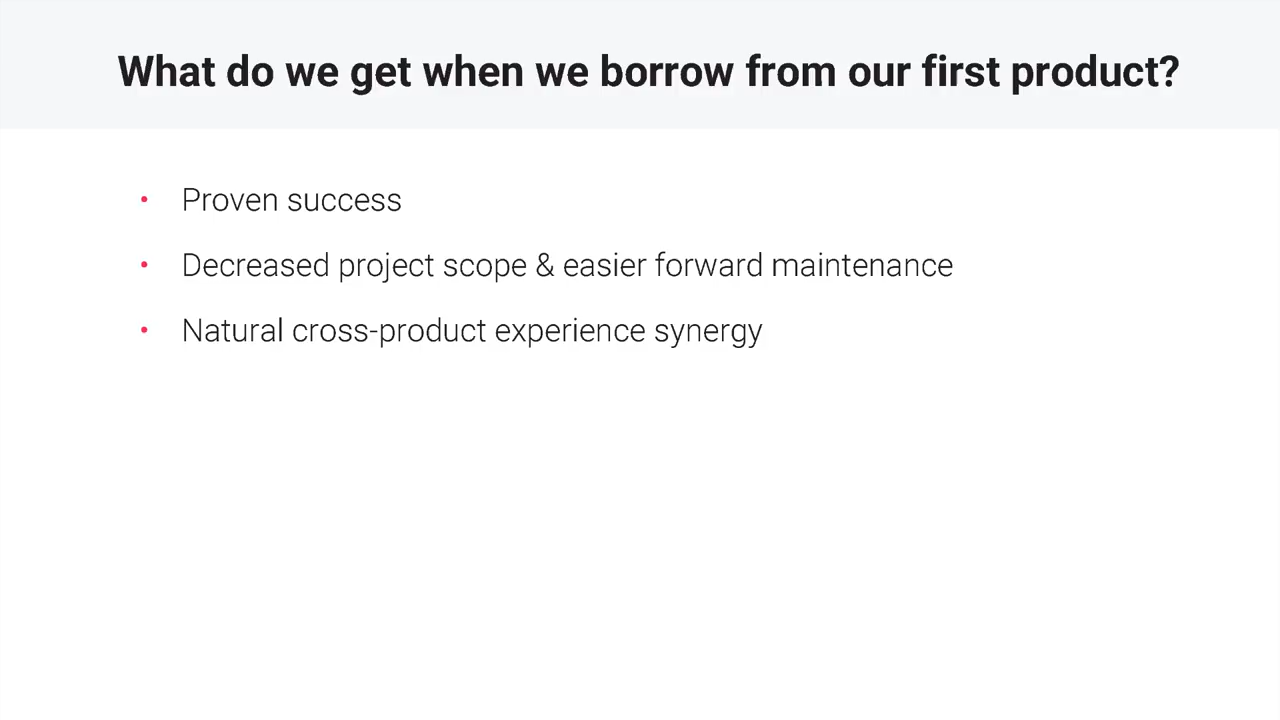 What do we get when we borrow from our first product?
• Proven success
• Decreased project scope & easier forward maintenance
• Natural cross-product experience synergy